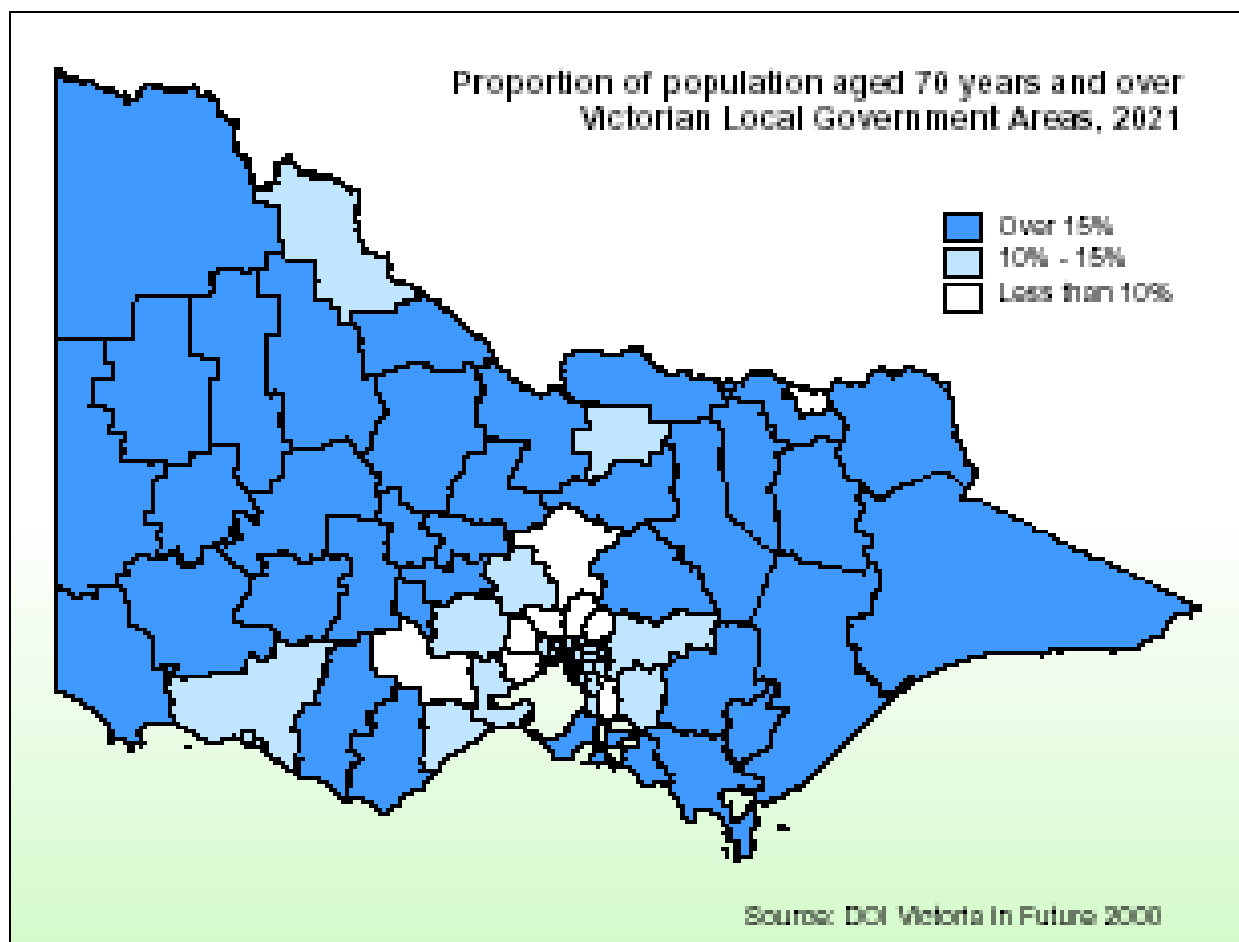 Proportion of population aged 70 years and over
Victorian Local Government Areas, 2021
Over 15%
10% - 15%
Less than 10%
Source: DOI Victoria in Future 2000